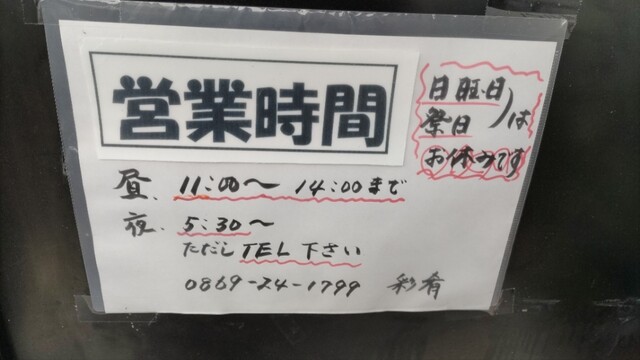 営業時間
日曜日
祭日
)は
お休みです
昼. 11:00〜 14:00まで
夜. 5:30〜
ただしTEL下さい
0869-24-1799 彩肴